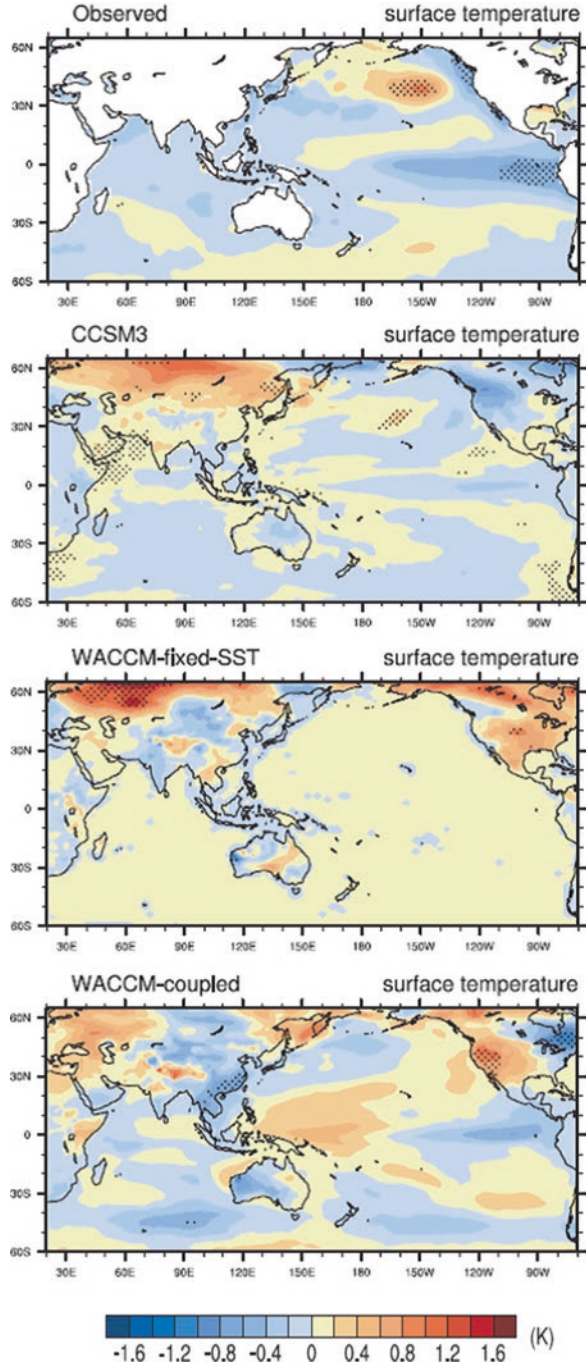 Observed surface temperature
60N
30N
0
30S
60S
30E 60E 90E 120E 150E 180 150W 120W 90W
CCSM3 surface temperature
60N
30N
0
30S
60S
30E 60E 90E 120E 150E 180 150W 120W 90W
WACCM-fixed-SST surface temperature
60N
30N
0
30S
60S
30E 60E 90E 120E 150E 180 150W 120W 90W
WACCM-coupled surface temperature
60N
30N
0
30S
60S
30E 60E 90E 120E 150E 180 150W 120W 90W
-1.6 -1.2 -0.8 -0.4 0 0.4 0.8 1.2 1.6 (K)